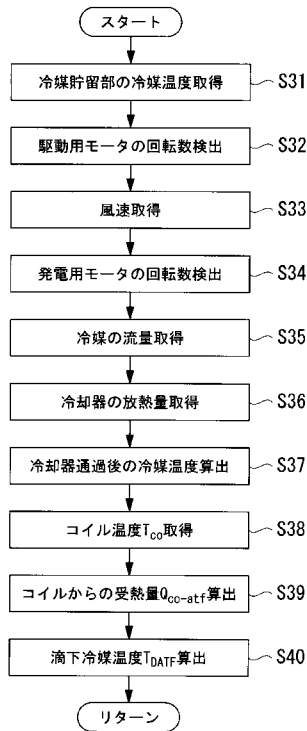 スタート
冷媒貯留部の冷媒温度取得 S31
駆動用モータの回転数検出 S32
風速取得 S33
発電用モータの回転数検出 S34
冷媒の流量取得 S35
冷却器の放熱量取得 S36
冷却器通過後の冷媒温度算出 S37
コイル温度Tco取得 S38
コイルからの受熱量Qco-atf算出 S39
滴下冷媒温度TDATF算出 S40
リターン